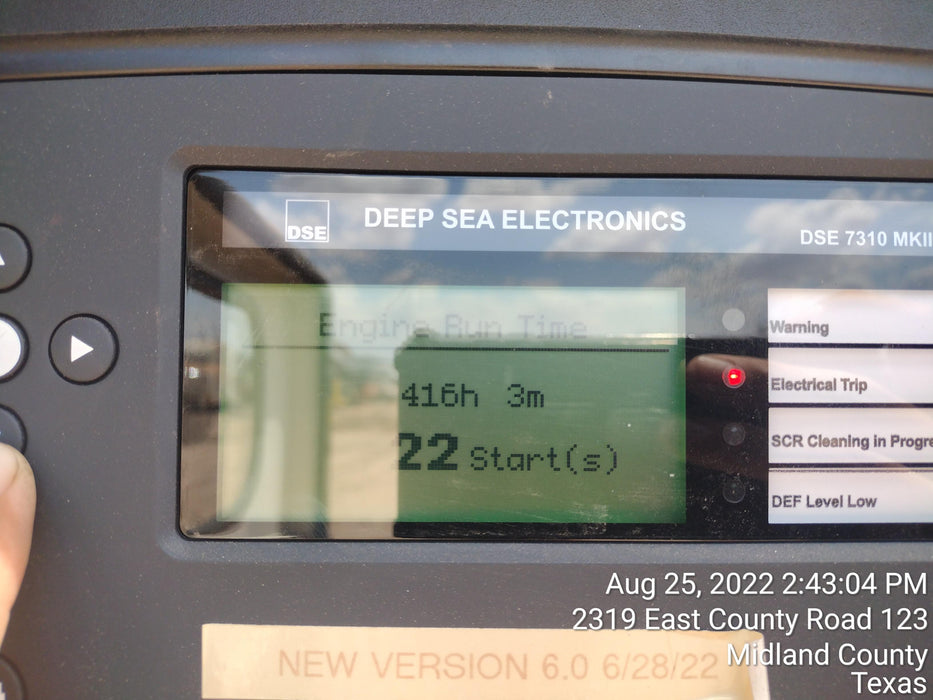 DSE
DEEP SEA ELECTRONICS
DSE 7310 MKII
Engine Run Time
416h 3m
22 Start(s)
Warning
Electrical Trip
SCR Cleaning in Progre
DEF Level Low
Aug 25, 2022 2:43:04 PM
2319 East County Road 123
Midland County
Texas
NEW VERSION 6.0 6/28/22